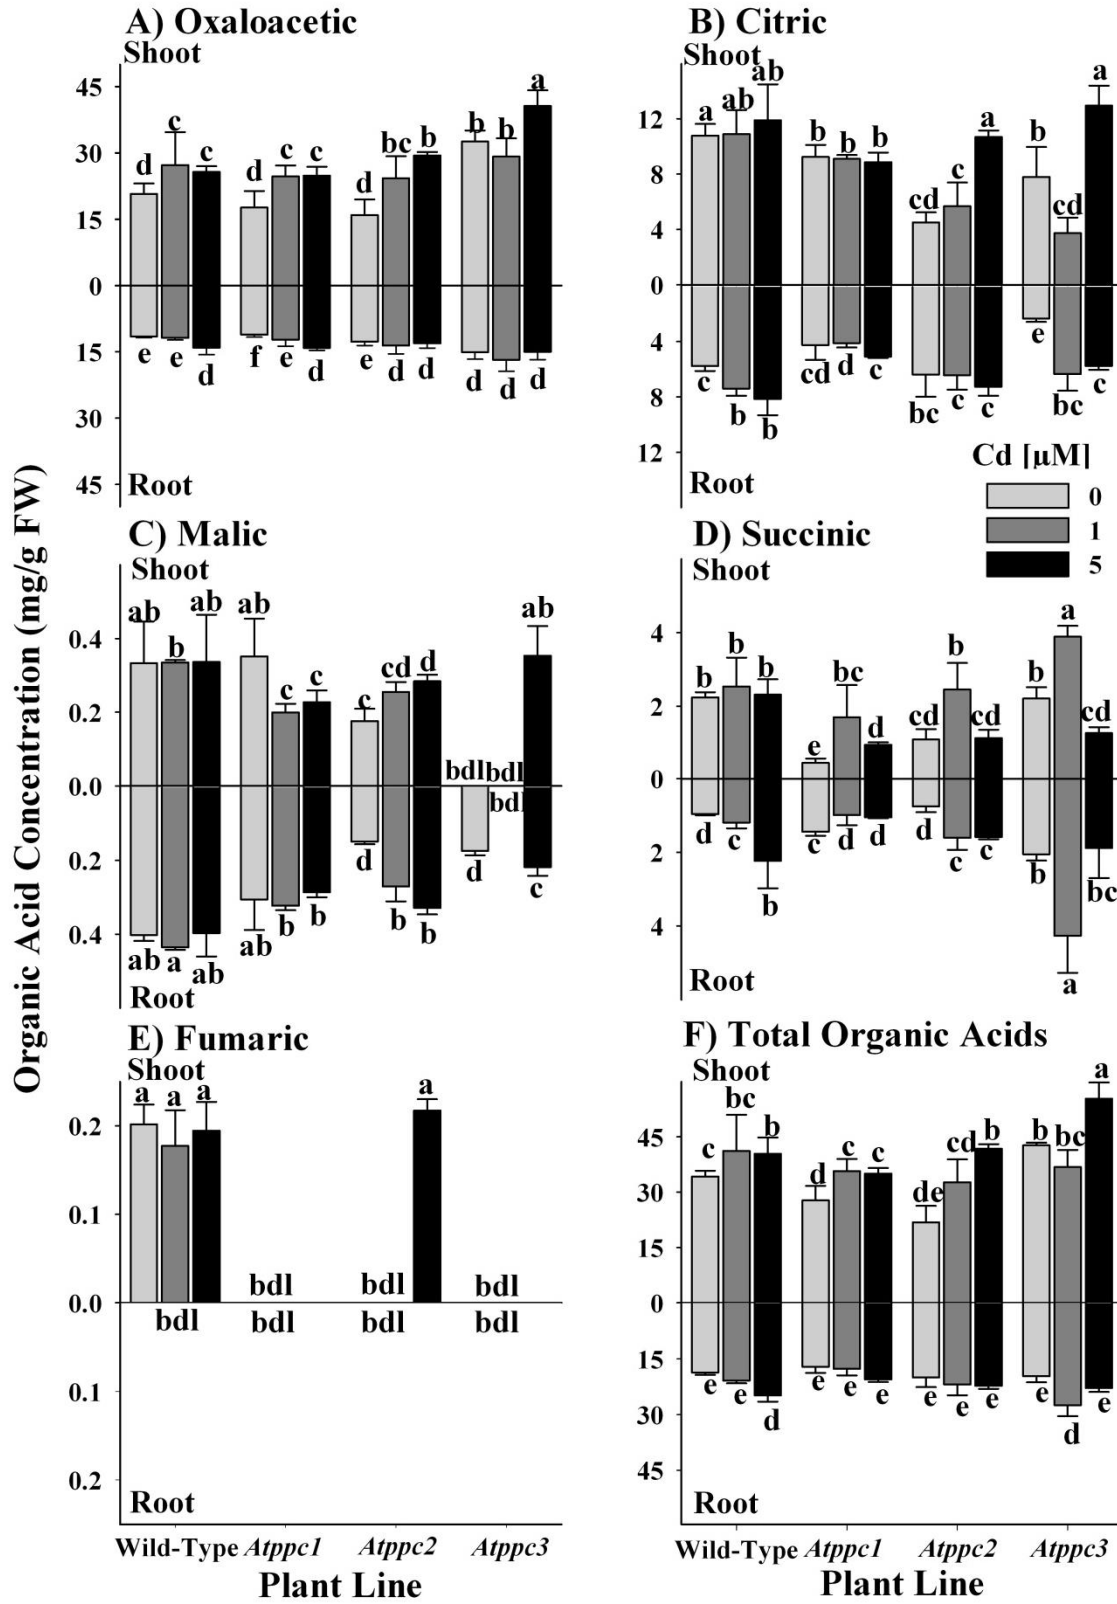 Organic Acid Concentration (mg/g FW)
A) Oxaloacetic
Shoot
45
30
15
0
15
30
45
d c c d c c d bc b b b a
e e d f e d e d d d d d
Root
B) Citric
Shoot
12
8
4
0
4
8
12
a ab ab b b b cd c a b cd a
c b b cd d c bc c c e bc c
Root
Cd [µM]
0
1
5
C) Malic
Shoot
0.4
0.2
0.0
0.2
0.4
ab b ab ab c c c cd d bdl bdl ab
ab a ab ab b b d b b d bdl c
Root
D) Succinic
Shoot
4
2
0
2
4
b b b e bc d cd b cd b a cd
d c b d d d c c b a bc
Root
E) Fumaric
Shoot
0.2
0.1
0.0
0.1
0.2
a a a bdl bdl a bdl
bdl bdl bdl bdl
Root
Wild-Type Atppc1 Atppc2 Atppc3
Plant Line
F) Total Organic Acids
Shoot
45
30
15
0
15
30
45
c bc b d c c de cd b b bc a
e e d e e e e e e e d e
Root
Wild-Type Atppc1 Atppc2 Atppc3
Plant Line